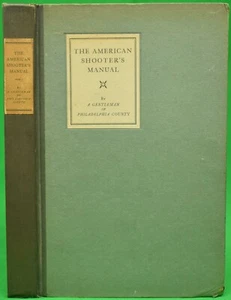 THE
AMERICAN
SHOOTER'S
MANUAL
THE AMERICAN
SHOOTER'S
MANUAL
By
A GENTLEMAN
OF
PHILADELPHIA COUNTY